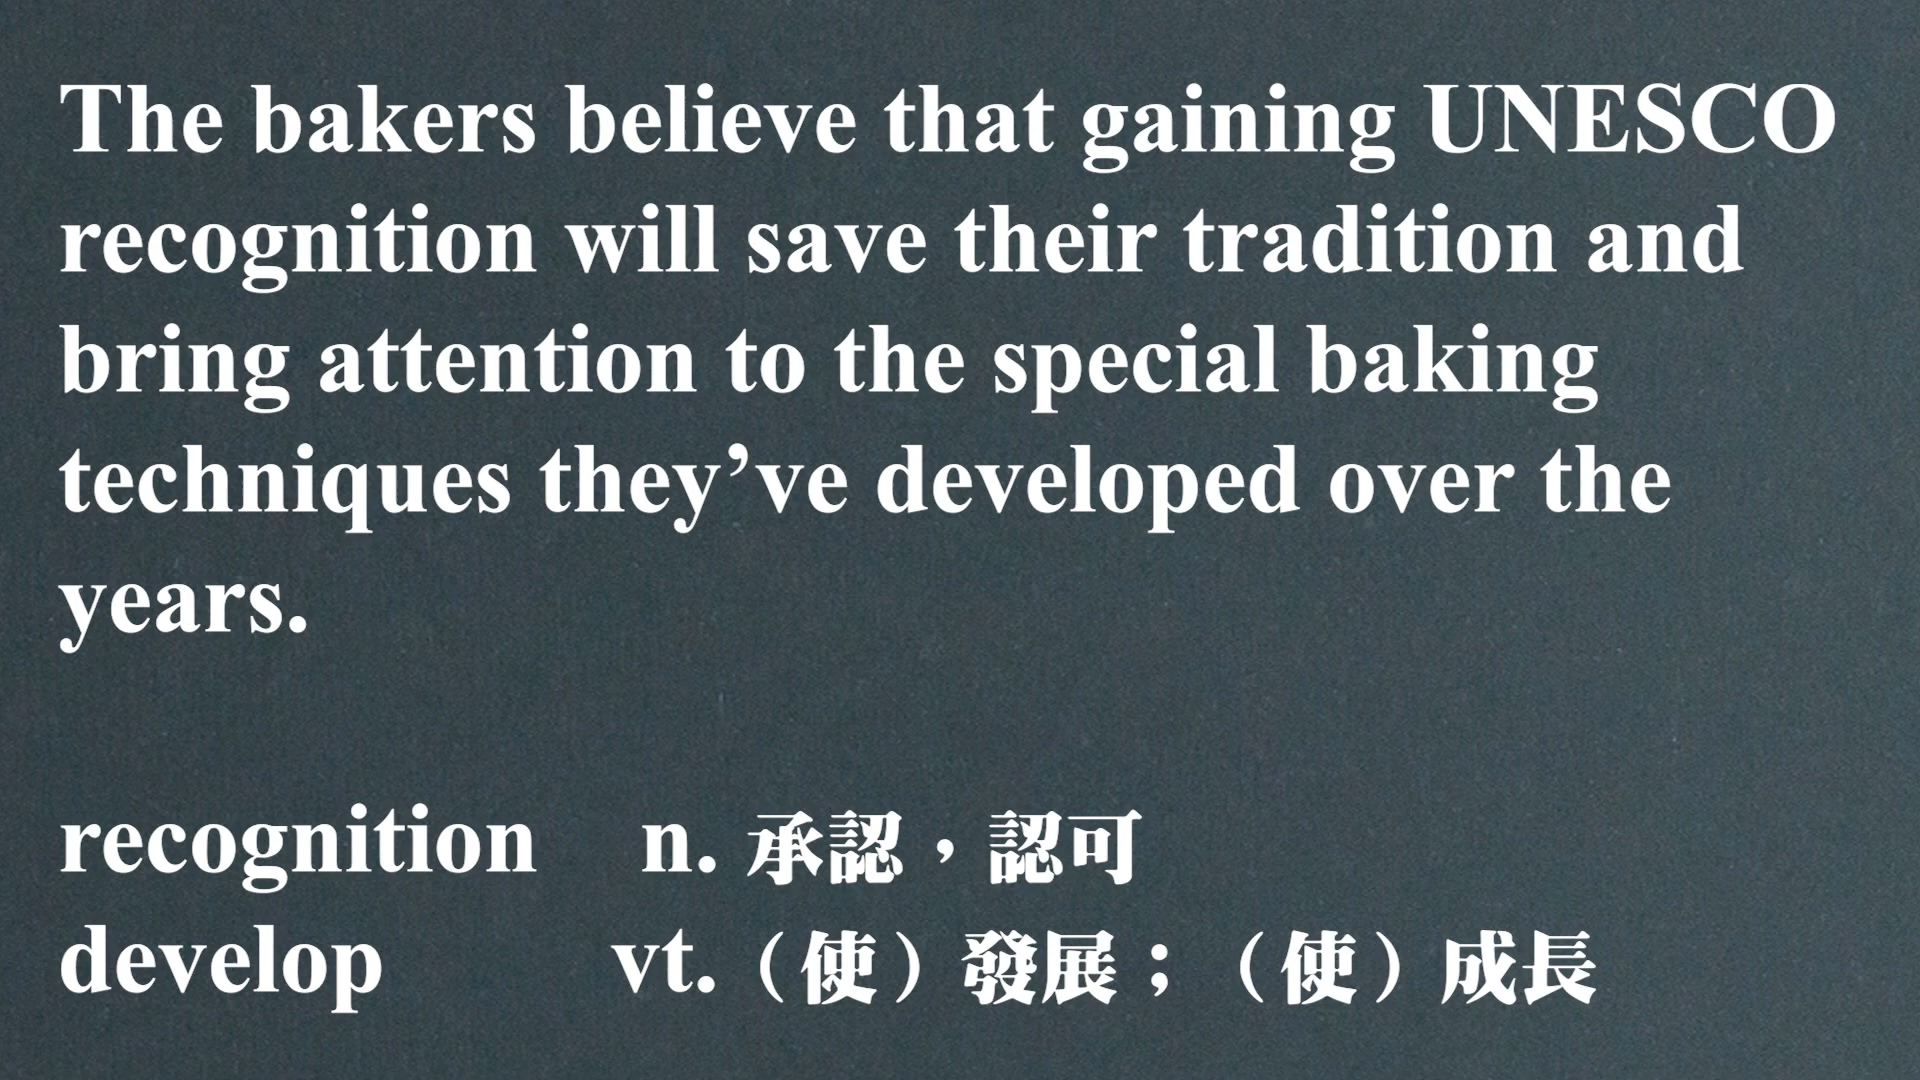 The bakers believe that gaining UNESCO
recognition will save their tradition and
bring attention to the special baking
techniques they’ve developed over the
years.
recognition n. 承認，認可
develop vt.（使）發展；（使）成長